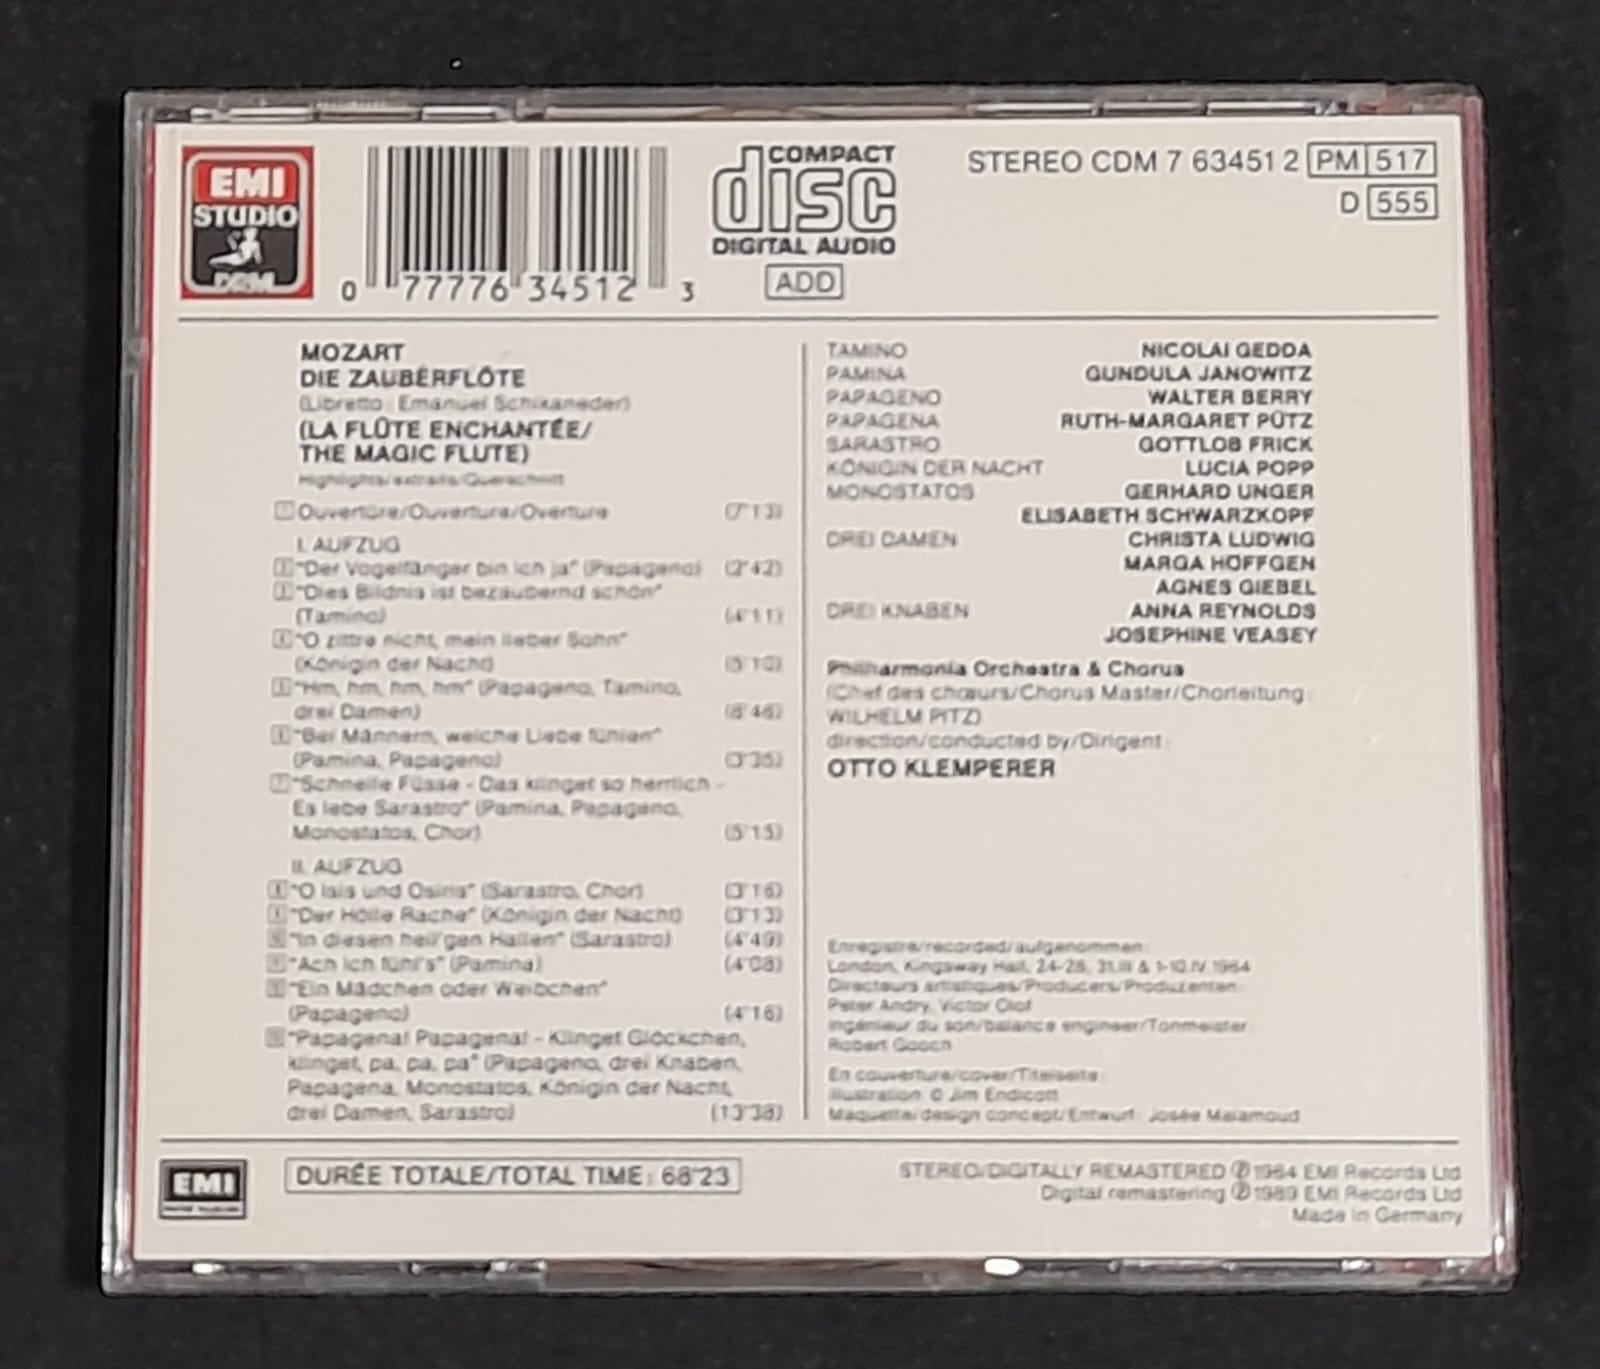 EMI
STUDIO
DRM
0 77776 34512 3
COMPACT
disc
DIGITAL AUDIO
ADD
STEREO CDM 7 63451 2 PM 517
D 555
MOZART
DIE ZAUBERFLÖTE
(Libretto: Emanuel Schikaneder)
(LA FLÛTE ENCHANTÉE/
THE MAGIC FLUTE)
Highlights/extraits/Querschnitt
1 Ouvertüre/Ouverture/Overture (7'13)
I. AUFZUG
2 "Der Vogelfänger bin ich ja" (Papageno) (2'42)
3 "Dies Bildnis ist bezaubernd schön"
(Tamino) (4'11)
4 "O zittre nicht, mein lieber Sohn"
(Königin der Nacht) (5'10)
5 "Hm, hm, hm, hm" (Papageno, Tamino,
drei Damen) (6'46)
6 "Bei Männern, welche Liebe fühlen"
(Pamina, Papageno) (3'35)
7 "Schnelle Füsse - Das klinget so herrlich -
Es lebe Sarastro" (Pamina, Papageno,
Monostatos, Chor) (5'15)
II. AUFZUG
8 "O Isis und Osiris" (Sarastro, Chor) (3'16)
9 "Der Hölle Rache" (Königin der Nacht) (3'13)
"In diesen heil'gen Hallen" (Sarastro) (4'49)
"Ach ich fühl's" (Pamina) (4'08)
"Ein Mädchen oder Weibchen"
(Papageno) (4'16)
"Papagena! Papagena! - Klinget Glöckchen,
klinget, pa, pa, pa" (Papageno, drei Knaben,
Papagena, Monostatos, Königin der Nacht,
drei Damen, Sarastro) (13'38)
TAMINO NICOLAI GEDDA
PAMINA GUNDULA JANOWITZ
PAPAGENO WALTER BERRY
PAPAGENA RUTH-MARGARET PÜTZ
SARASTRO GOTTLOB FRICK
KÖNIGIN DER NACHT LUCIA POPP
MONOSTATOS GERHARD UNGER
ELISABETH SCHWARZKOPF
DREI DAMEN CHRISTA LUDWIG
MARGA HÖFFGEN
AGNES GIEBEL
DREI KNABEN ANNA REYNOLDS
JOSEPHINE VEASEY
Philharmonia Orchestra & Chorus
(Chef des chœurs/Chorus Master/Chorleitung:
WILHELM PITZ)
direction/conducted by/Dirigent:
OTTO KLEMPERER
Enregistré/recorded/aufgenommen:
London, Kingsway Hall, 24-26, 31.III & 1-10.IV.1964
Directeurs artistiques/Producers/Produzenten:
Peter Andry, Victor Olof
Ingénieur du son/balance engineer/Tonmeister:
Robert Gooch
En couverture/cover/Titelseite:
illustration © Jim Endicott
Maquette/design concept/Entwurf: Josée Malamoud
EMI
DURÉE TOTALE/TOTAL TIME: 68'23
STEREO/DIGITALLY REMASTERED ℗ 1964 EMI Records Ltd
Digital remastering ℗ 1989 EMI Records Ltd
Made in Germany